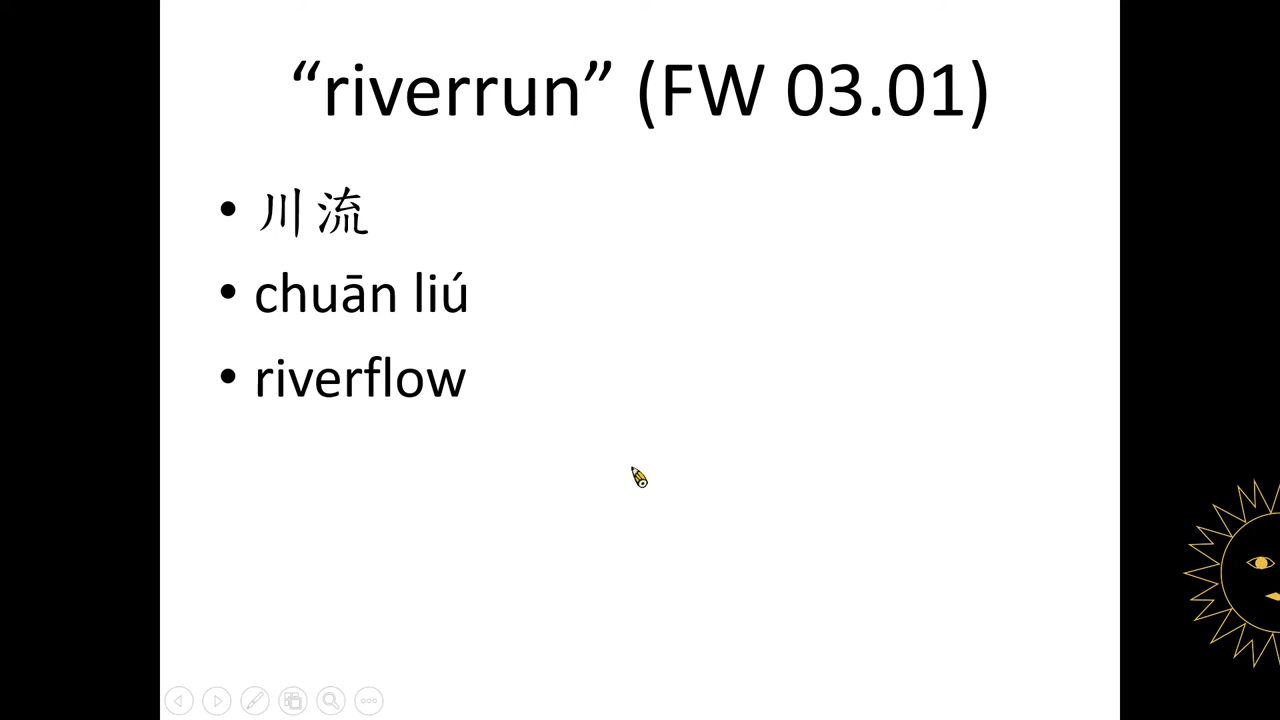 “riverrun” (FW 03.01)
• 川流
• chuān liú
• riverflow